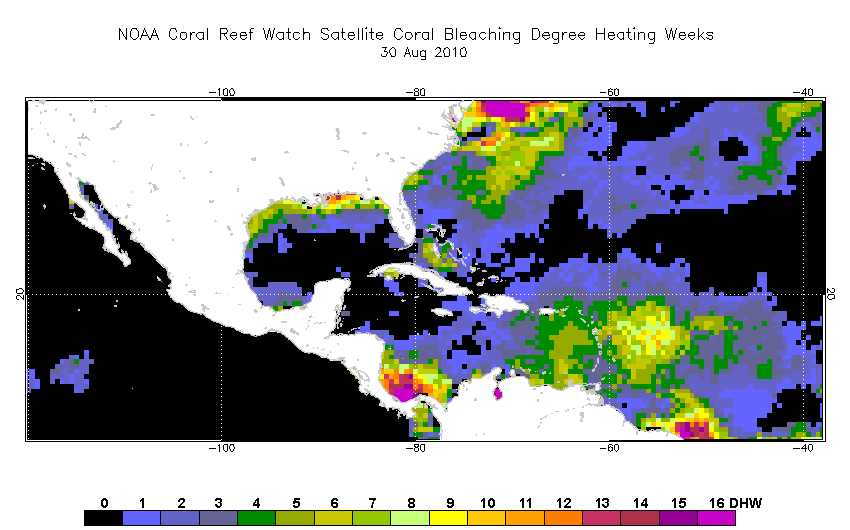 NOAA Coral Reef Watch Satellite Coral Bleaching Degree Heating Weeks
30 Aug 2010
-100 -80 -60 -40
20 20
-100 -80 -60 -40
0 1 2 3 4 5 6 7 8 9 10 11 12 13 14 15 16 DHW